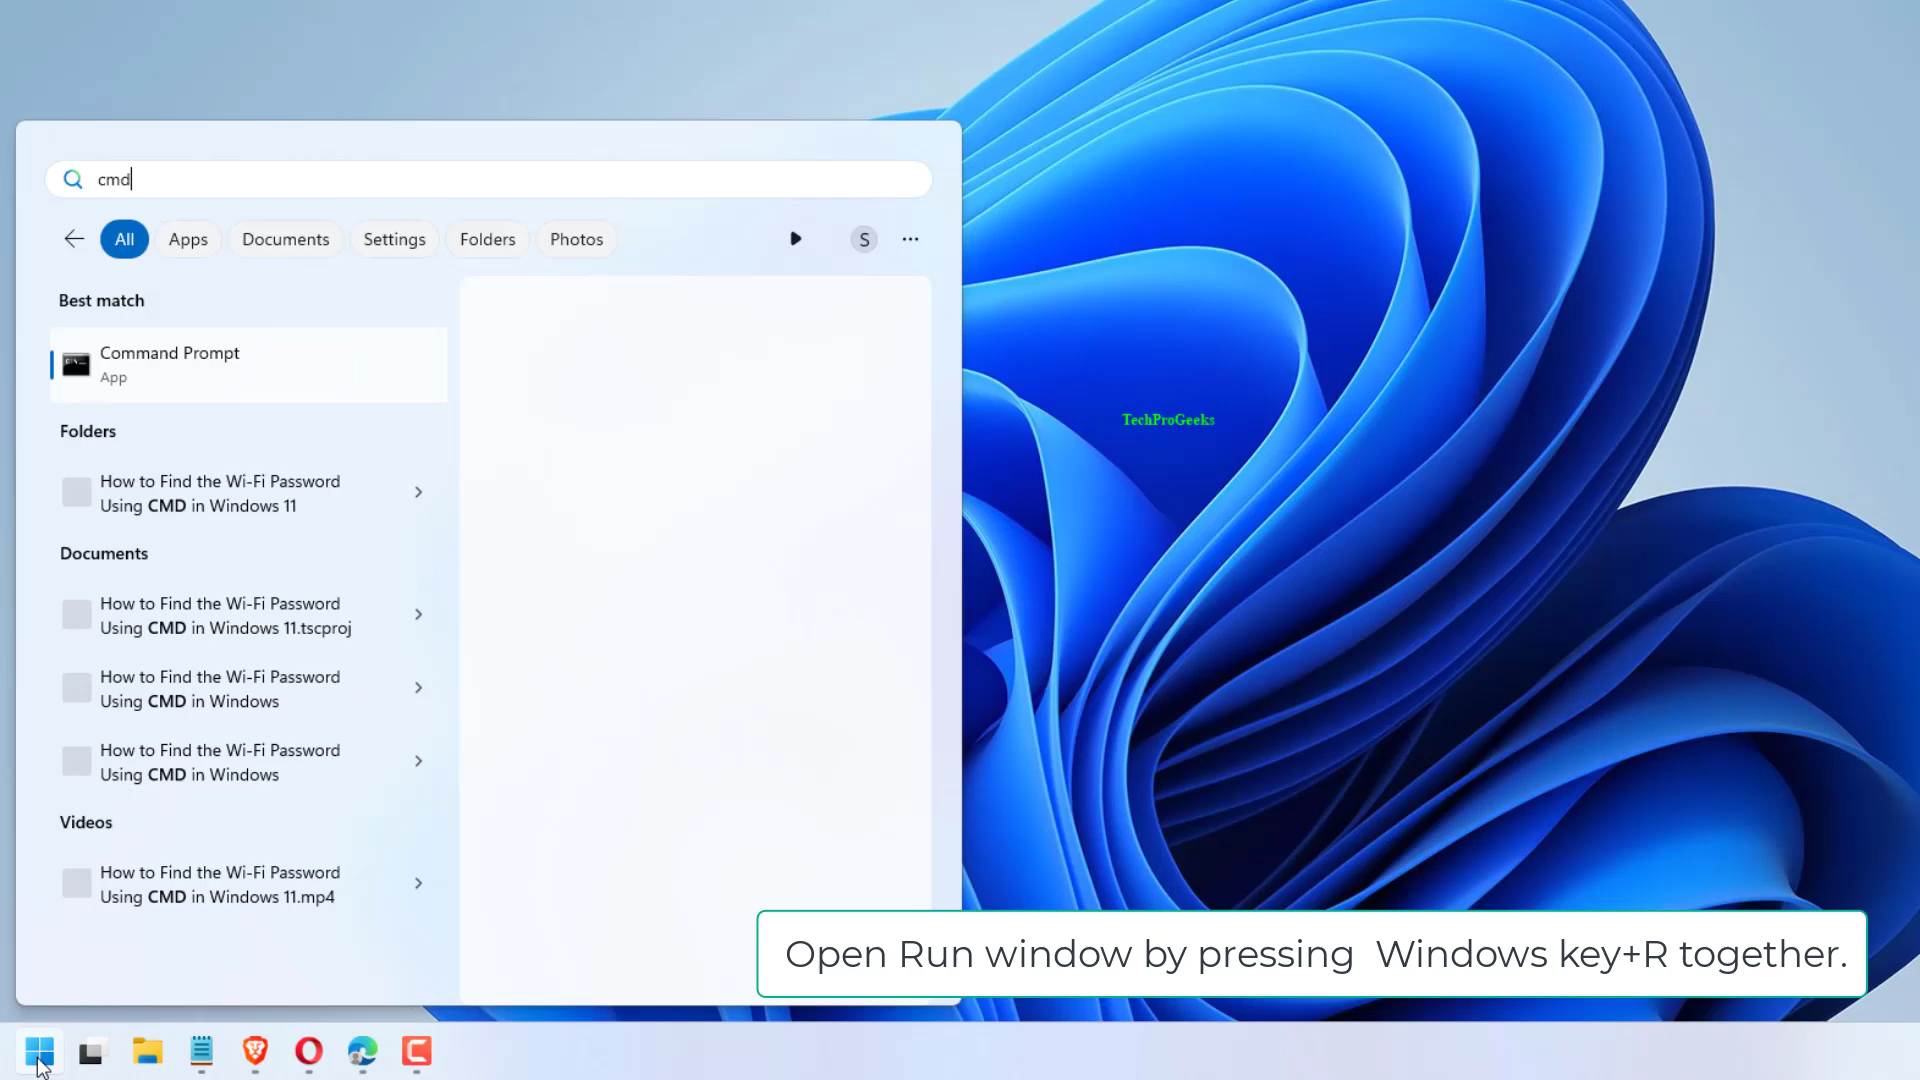 cmd
All Apps Documents Settings Folders Photos S
Best match
Command Prompt
App
Folders
How to Find the Wi-Fi Password
Using CMD in Windows 11
Documents
How to Find the Wi-Fi Password
Using CMD in Windows 11.tscproj
How to Find the Wi-Fi Password
Using CMD in Windows
How to Find the Wi-Fi Password
Using CMD in Windows
Videos
How to Find the Wi-Fi Password
Using CMD in Windows 11.mp4
TechProGeeks
Open Run window by pressing  Windows key+R together.